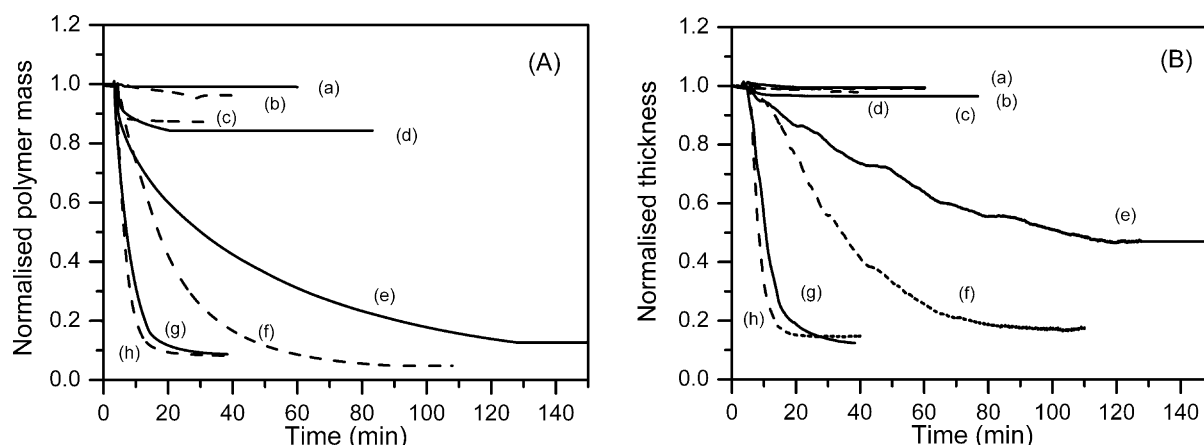 (A)
Normalised polymer mass
1.2
1.0
0.8
0.6
0.4
0.2
0.0
(a)
(b)
(c)
(d)
(e)
(f)
(g)
(h)
0 20 40 60 80 100 120 140
Time (min)
(B)
Normalised thickness
1.2
1.0
0.8
0.6
0.4
0.2
0.0
(a)
(b)
(d)
(c)
(e)
(f)
(g)
(h)
0 20 40 60 80 100 120 140
Time (min)